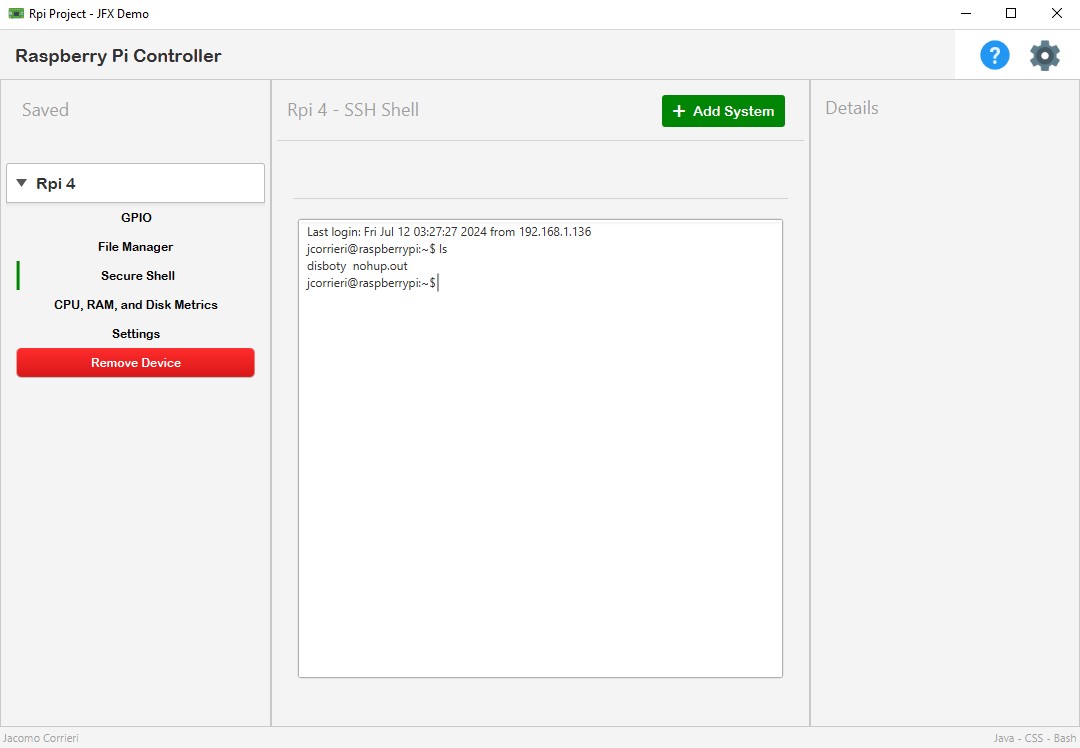 Rpi Project - JFX Demo
Raspberry Pi Controller
?
Saved
Rpi 4
GPIO
File Manager
Secure Shell
CPU, RAM, and Disk Metrics
Settings
Remove Device
Rpi 4 - SSH Shell
+ Add System
Last login: Fri Jul 12 03:27:27 2024 from 192.168.1.136
jcorrieri@raspberrypi:~$ ls
disboty  nohup.out
jcorrieri@raspberrypi:~$
Details
Jacomo Corrieri
Java - CSS - Bash